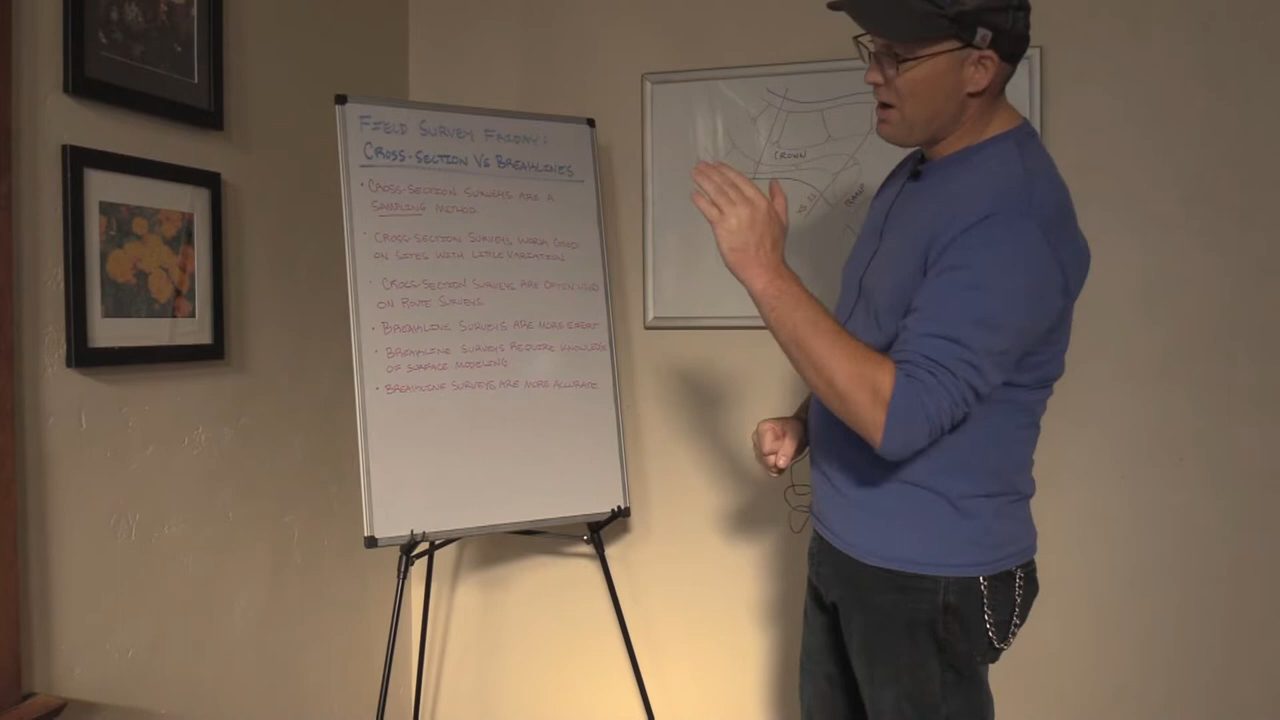 FIELD SURVEY FRIDAY:
CROSS-SECTION VS BREAKLINES
• CROSS-SECTION SURVEYS ARE A
SAMPLING METHOD.
• CROSS-SECTION SURVEYS WORK GOOD
ON SITES WITH LITTLE VARIATION
• CROSS-SECTION SURVEYS ARE OFTEN USED
ON ROUTE SURVEYS.
• BREAKLINE SURVEYS ARE MORE EFFORT
• BREAKLINE SURVEYS REQUIRE KNOWLEDGE
OF SURFACE MODELING
• BREAKLINE SURVEYS ARE MORE ACCURATE
CROWN